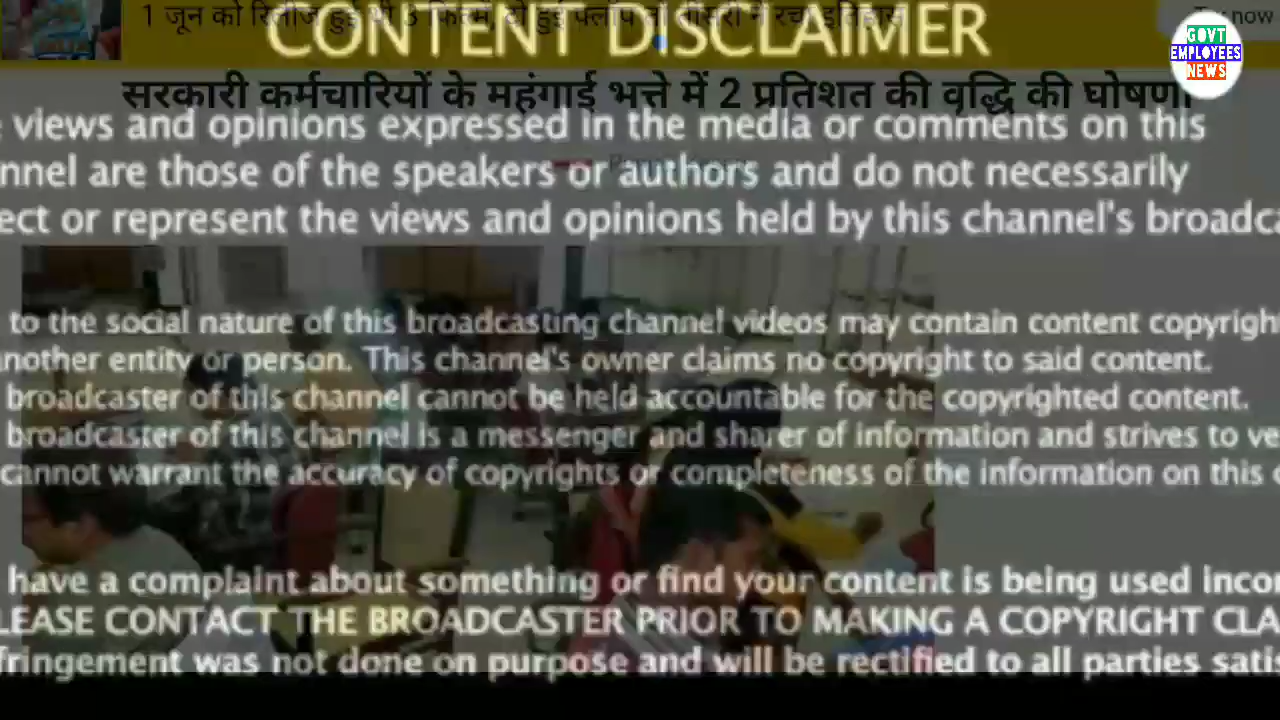 1 जून को रिलीज हुई थी 3 फिल्में, दो हुई फ्लॉप तो तीसरी ने रचा इतिहास
now
CONTENT DISCLAIMER
GOVT
EMPLOYEES
NEWS
सरकारी कर्मचारियों के महंगाई भत्ते में 2 प्रतिशत की वृद्धि की घोषणा
views and opinions expressed in the media or comments on this
nnel are those of the speakers or authors and do not necessarily
ect or represent the views and opinions held by this channel's broadca
to the social nature of this broadcasting channel videos may contain content copyrigh
nother entity or person. This channel's owner claims no copyright to said content.
broadcaster of this channel cannot be held accountable for the copyrighted content.
broadcaster of this channel is a messenger and sharer of information and strives to ve
cannot warrant the accuracy of copyrights or completeness of the information on this
have a complaint about something or find your content is being used incor
LEASE CONTACT THE BROADCASTER PRIOR TO MAKING A COPYRIGHT CLA
fringement was not done on purpose and will be rectified to all parties satis